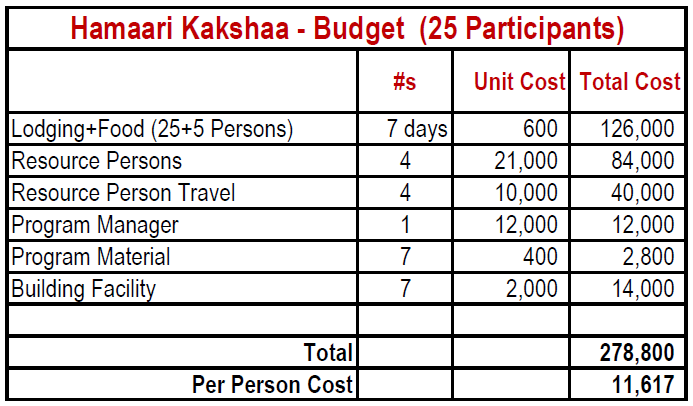 Hamaari Kakshaa - Budget (25 Participants)
#s Unit Cost Total Cost
Lodging+Food (25+5 Persons) 7 days 600 126,000
Resource Persons 4 21,000 84,000
Resource Person Travel 4 10,000 40,000
Program Manager 1 12,000 12,000
Program Material 7 400 2,800
Building Facility 7 2,000 14,000
Total 278,800
Per Person Cost 11,617